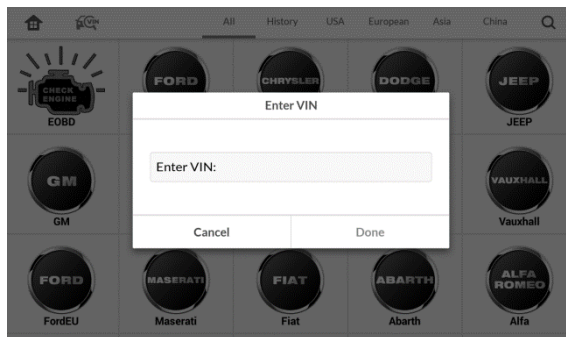 VIN
All
History
USA
European
Asia
China
CHECK
ENGINE
EOBD
FORD
CHRYSLER
DODGE
JEEP
JEEP
Enter VIN
Enter VIN:
Cancel
Done
GM
GM
VAUXHALL
Vauxhall
FORD
FordEU
MASERATI
Maserati
FIAT
Fiat
ABARTH
Abarth
ALFA
ROMEO
Alfa